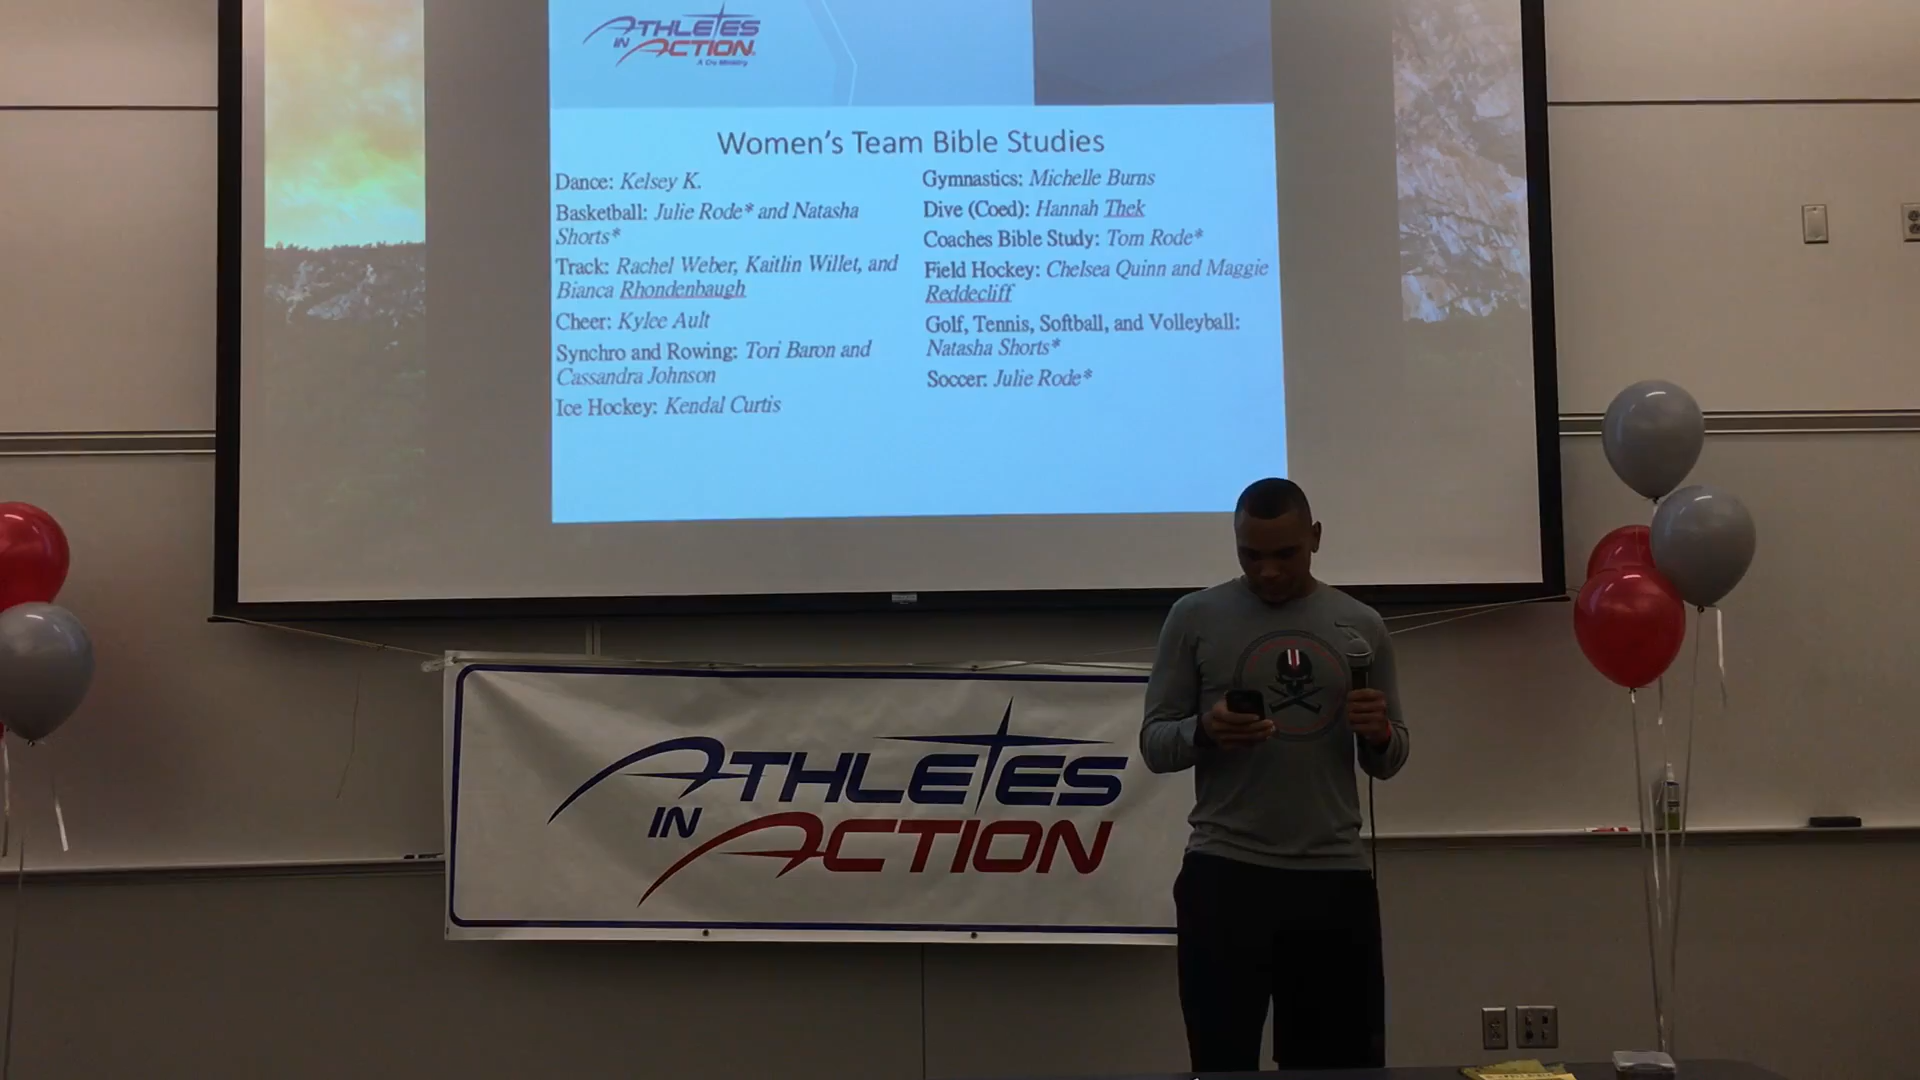 ATHLETES
IN ACTION
A Cru Ministry
Women's Team Bible Studies
Dance: Kelsey K.
Basketball: Julie Rode* and Natasha
Shorts*
Track: Rachel Weber, Kaitlin Willet, and
Bianca Rhondenbaugh
Cheer: Kylee Ault
Synchro and Rowing: Tori Baron and
Cassandra Johnson
Ice Hockey: Kendal Curtis
Gymnastics: Michelle Burns
Dive (Coed): Hannah Thek
Coaches Bible Study: Tom Rode*
Field Hockey: Chelsea Quinn and Maggie
Reddecliff
Golf, Tennis, Softball, and Volleyball:
Natasha Shorts*
Soccer: Julie Rode*
ATHLETES
IN ACTION